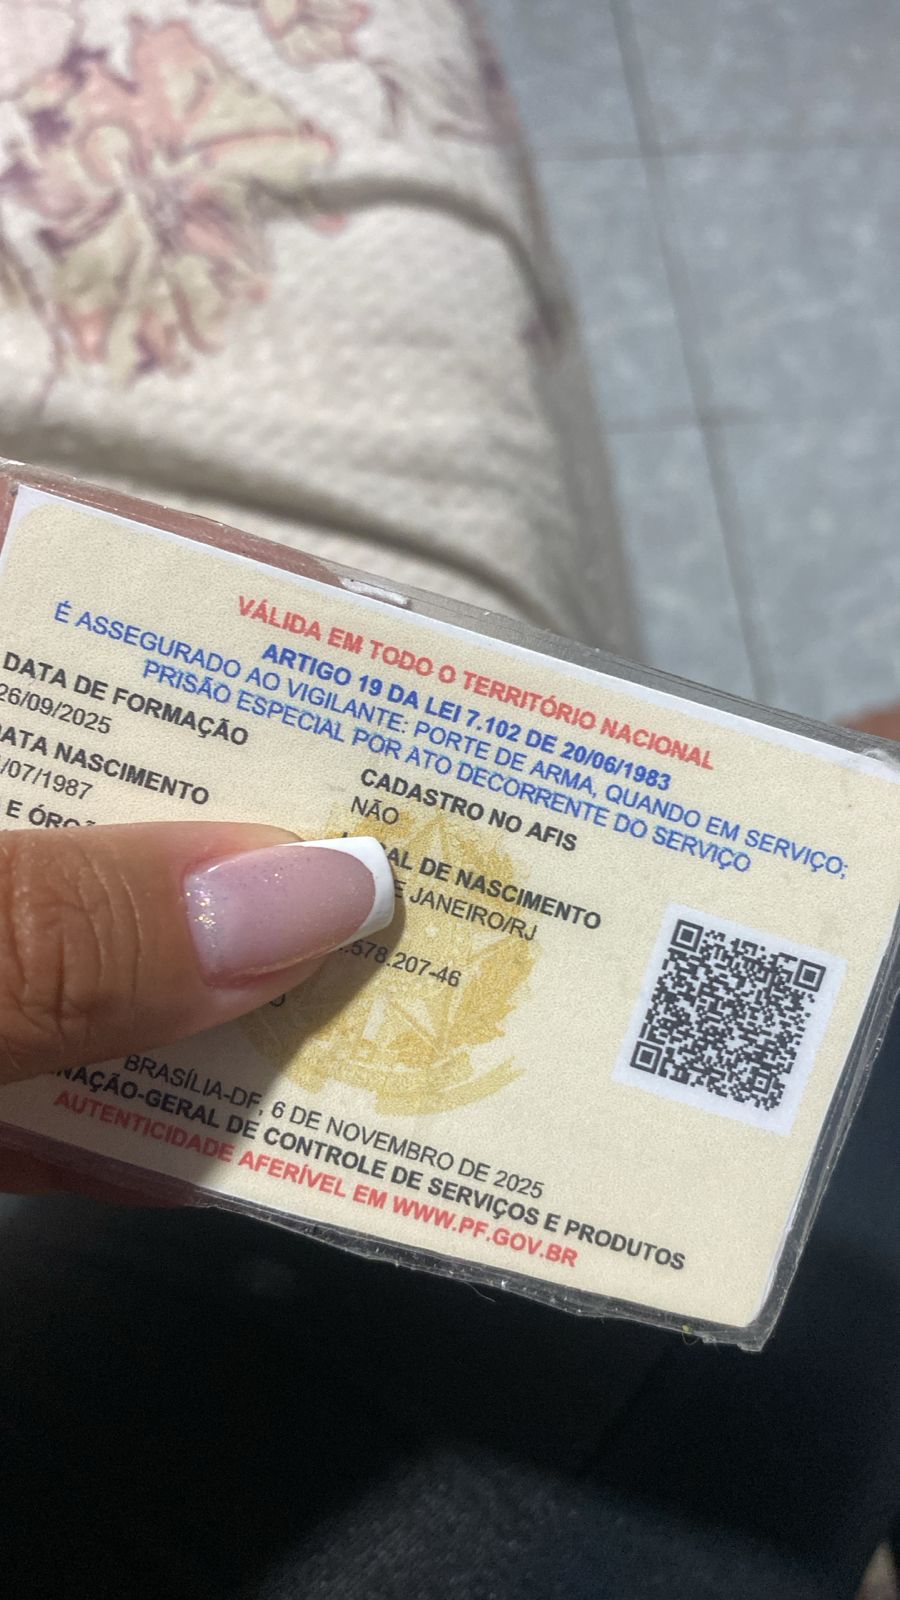 VÁLIDA EM TODO O TERRITÓRIO NACIONAL
ARTIGO 19 DA LEI 7.102 DE 20/06/1983
É ASSEGURADO AO VIGILANTE: PORTE DE ARMA, QUANDO EM SERVIÇO;
PRISÃO ESPECIAL POR ATO DECORRENTE DO SERVIÇO
DATA DE FORMAÇÃO
26/09/2025
CADASTRO NO AFIS
NÃO
DATA NASCIMENTO
/07/1987
LOCAL DE NASCIMENTO
JANEIRO/RJ
E
.578.207-46
BRASÍLIA-DF, 6 DE NOVEMBRO DE 2025
NAÇÃO-GERAL DE CONTROLE DE SERVIÇOS E PRODUTOS
AUTENTICIDADE AFERÍVEL EM WWW.PF.GOV.BR